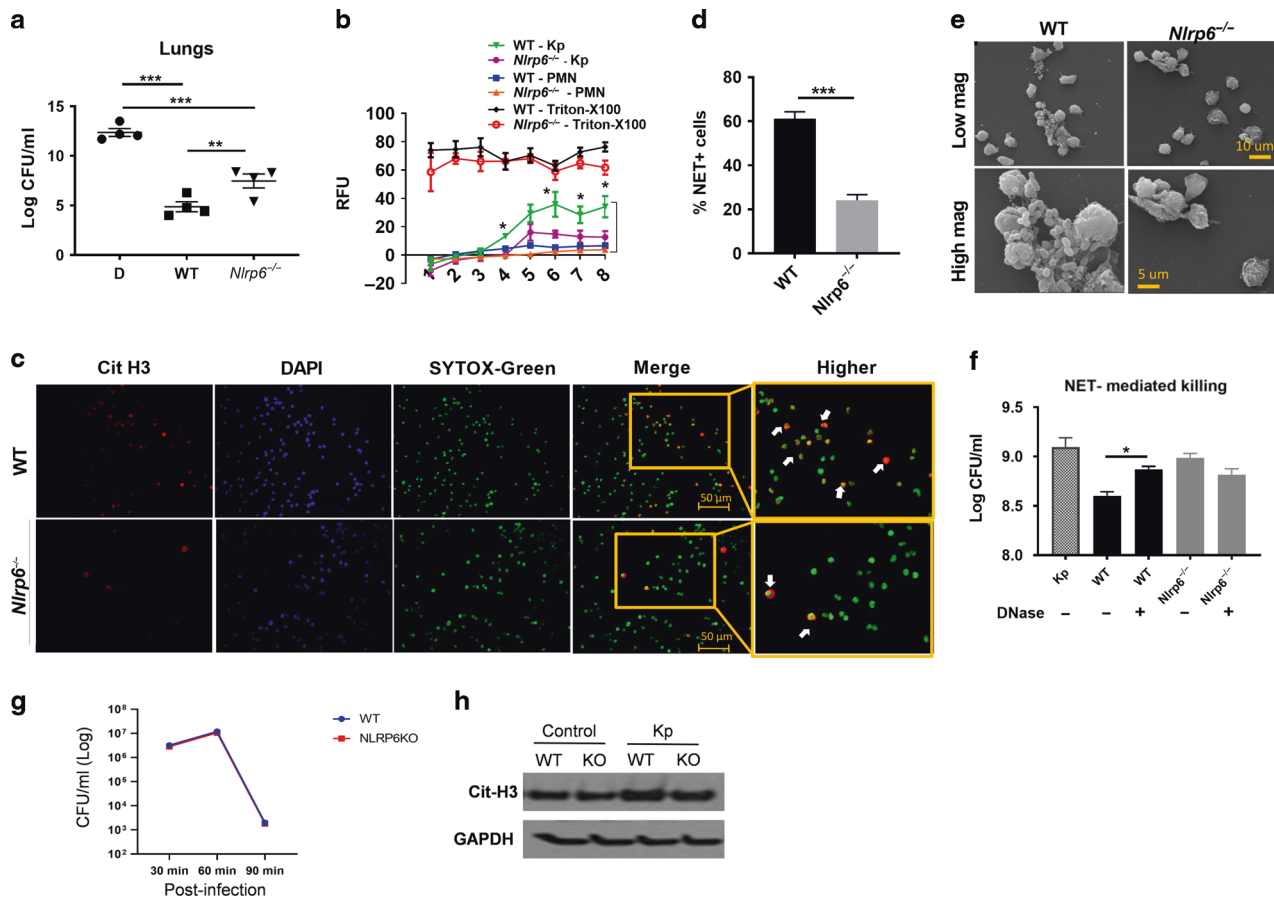 a
Lungs
***
***
**
15
10
5
0
Log CFU/ml
D
WT
Nlrp6⁻/⁻
b
WT - Kp
Nlrp6⁻/⁻ - Kp
WT - PMN
Nlrp6⁻/⁻ - PMN
WT - Triton-X100
Nlrp6⁻/⁻ - Triton-X100
100
80
60
40
20
0
–20
RFU
*
*
*
*
1 2 3 4 5 6 7 8
d
***
80
60
40
20
0
% NET+ cells
WT
Nlrp6⁻/⁻
e
WT
Nlrp6⁻/⁻
Low mag
10 um
High mag
5 um
c
Cit H3
DAPI
SYTOX-Green
Merge
Higher
WT
50 µm
Nlrp6⁻/⁻
50 µm
f
NET- mediated killing
9.5
9.0
8.5
8.0
Log CFU/ml
*
Kp
WT
WT
Nlrp6⁻/⁻
Nlrp6⁻/⁻
DNase – – + – +
g
10⁸
10⁷
10⁶
10⁵
10⁴
10³
10²
CFU/ml (Log)
30 min 60 min 90 min
Post-infection
WT
NLRP6KO
h
Control Kp
WT KO WT KO
Cit-H3
GAPDH